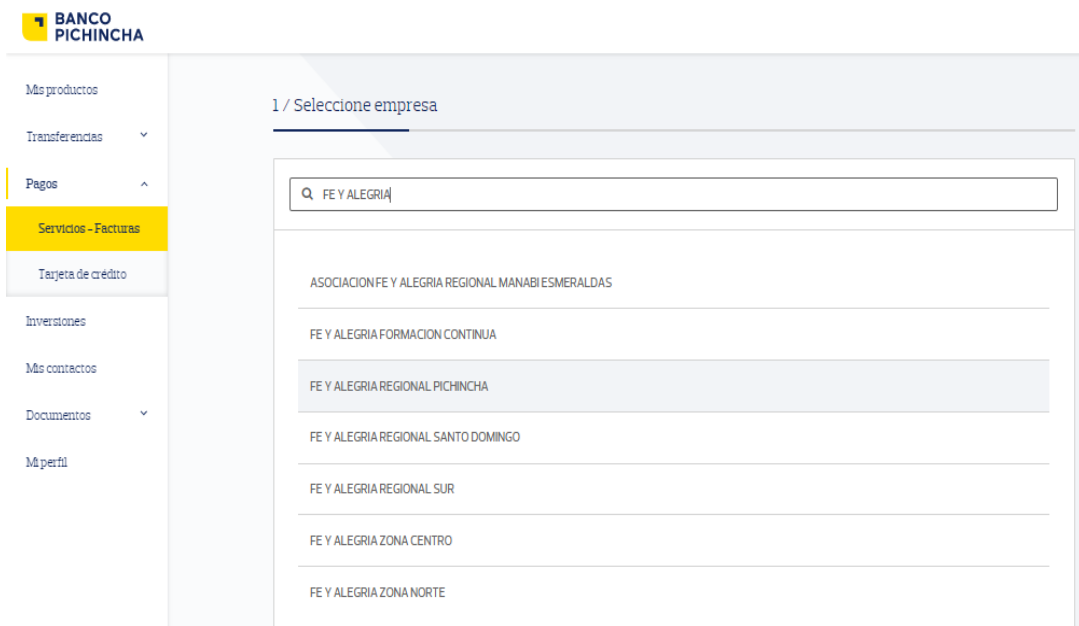 BANCO
PICHINCHA
Mis productos
Transferencias
Pagos
Servicios - Facturas
Tarjeta de crédito
Inversiones
Mis contactos
Documentos
Mi perfil
1 / Seleccione empresa
FE Y ALEGRIA
ASOCIACION FE Y ALEGRIA REGIONAL MANABI ESMERALDAS
FE Y ALEGRIA FORMACION CONTINUA
FE Y ALEGRIA REGIONAL PICHINCHA
FE Y ALEGRIA REGIONAL SANTO DOMINGO
FE Y ALEGRIA REGIONAL SUR
FE Y ALEGRIA ZONA CENTRO
FE Y ALEGRIA ZONA NORTE